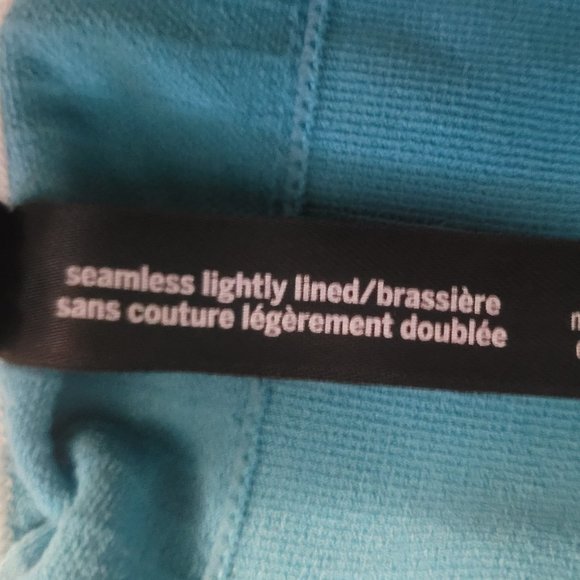 seamless lightly lined/brassière
sans couture légèrement doublée